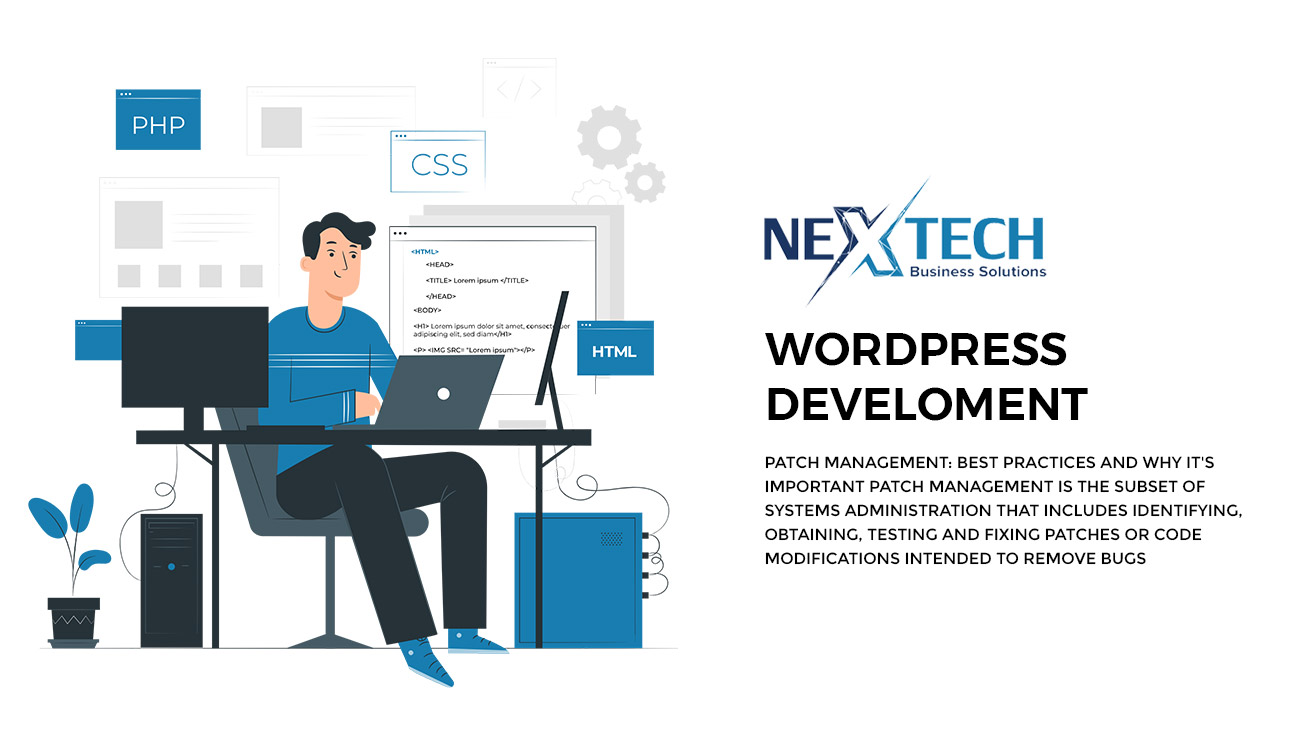 PHP
CSS
</>
<HTML>
<HEAD>
<TITLE> Lorem ipsum </TITLE>
</HEAD>
<BODY>
<H1> Lorem ipsum dolor sit amet, consectetuer
adipiscing elit, sed diam</H1>
<P> <IMG SRC= "Lorem ipsum"></P>
HTML
NEXTECH
Business Solutions
WORDPRESS
DEVELOMENT
PATCH MANAGEMENT: BEST PRACTICES AND WHY IT'S
IMPORTANT PATCH MANAGEMENT IS THE SUBSET OF
SYSTEMS ADMINISTRATION THAT INCLUDES IDENTIFYING,
OBTAINING, TESTING AND FIXING PATCHES OR CODE
MODIFICATIONS INTENDED TO REMOVE BUGS